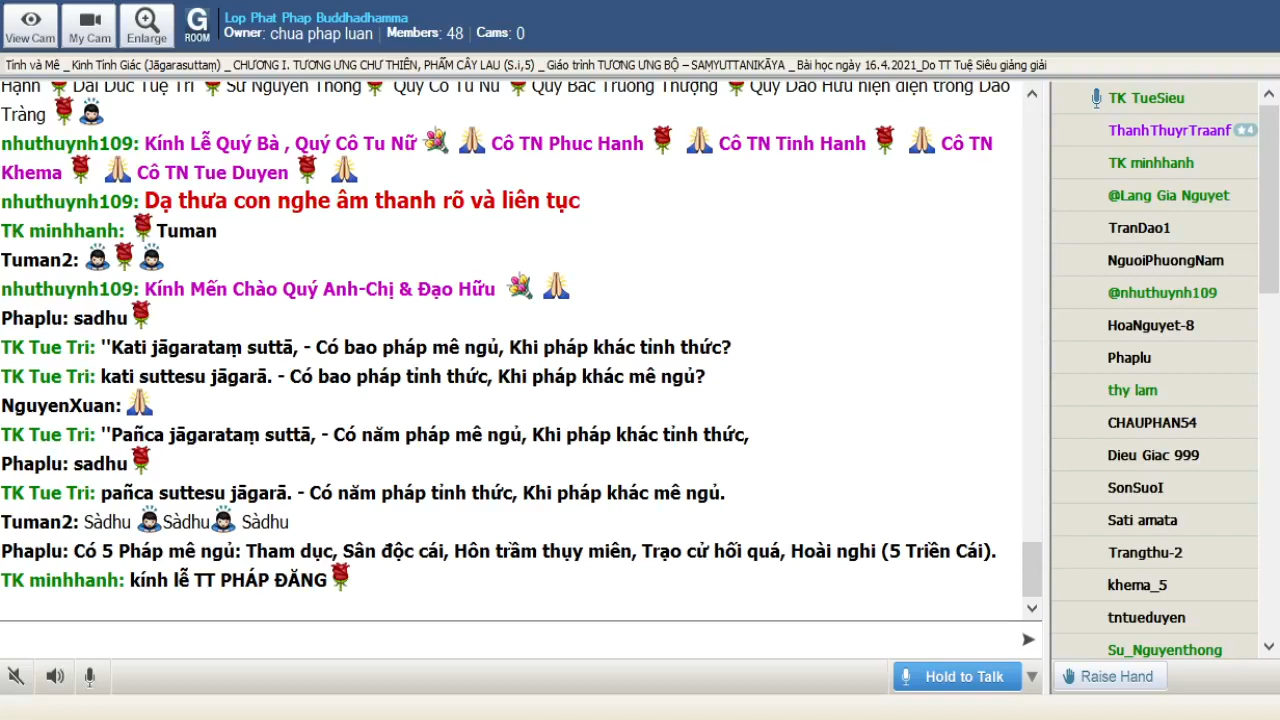 View Cam
My Cam
Enlarge
G
ROOM
Lop Phat Phap Buddhadhamma
Owner: chua phap luan Members: 48 Cams: 0
Tỉnh và Mê _ Kinh Tỉnh Giác (Jāgarasuttaṃ) _ CHƯƠNG I. TƯƠNG ƯNG CHƯ THIÊN, PHẨM CÂY LAU (S.i,5) _ Giáo trình TƯƠNG ƯNG BỘ – SAṂYUTTANIKĀYA _ Bài học ngày 16.4.2021_Do TT Tuệ Siêu giảng giải
Hạnh Đại Đức Tuệ Trí Sư Nguyên Thông Quý Cô Tu Nữ Quý Bác Trưởng Thượng Quý Đạo Hữu hiện diện trong Đạo
Tràng
nhuthuynh109: Kính Lễ Quý Bà , Quý Cô Tu Nữ Cô TN Phuc Hanh Cô TN Tinh Hanh Cô TN
Khema Cô TN Tue Duyen
nhuthuynh109: Dạ thưa con nghe âm thanh rõ và liên tục
TK minhhanh: Tuman
Tuman2:
nhuthuynh109: Kính Mến Chào Quý Anh-Chị & Đạo Hữu
Phaplu: sadhu
TK Tue Tri: ''Kati jāgarataṃ suttā, - Có bao pháp mê ngủ, Khi pháp khác tỉnh thức?
TK Tue Tri: kati suttesu jāgarā. - Có bao pháp tỉnh thức, Khi pháp khác mê ngủ?
NguyenXuan:
TK Tue Tri: ''Pañca jāgarataṃ suttā, - Có năm pháp mê ngủ, Khi pháp khác tỉnh thức,
Phaplu: sadhu
TK Tue Tri: pañca suttesu jāgarā. - Có năm pháp tỉnh thức, Khi pháp khác mê ngủ.
Tuman2: Sàdhu Sàdhu Sàdhu
Phaplu: Có 5 Pháp mê ngủ: Tham dục, Sân độc cái, Hôn trầm thụy miên, Trạo cử hối quá, Hoài nghi (5 Triền Cái).
TK minhhanh: kính lễ TT PHÁP ĐĂNG
Hold to Talk
TK TueSieu
ThanhThuyrTraanf 4
TK minhhanh
@Lang Gia Nguyet
TranDao1
NguoiPhuongNam
@nhuthuynh109
HoaNguyet-8
Phaplu
thy lam
CHAUPHAN54
Dieu Giac 999
SonSuoI
Sati amata
Trangthu-2
khema_5
tntueduyen
Su_Nguyenthong
Raise Hand